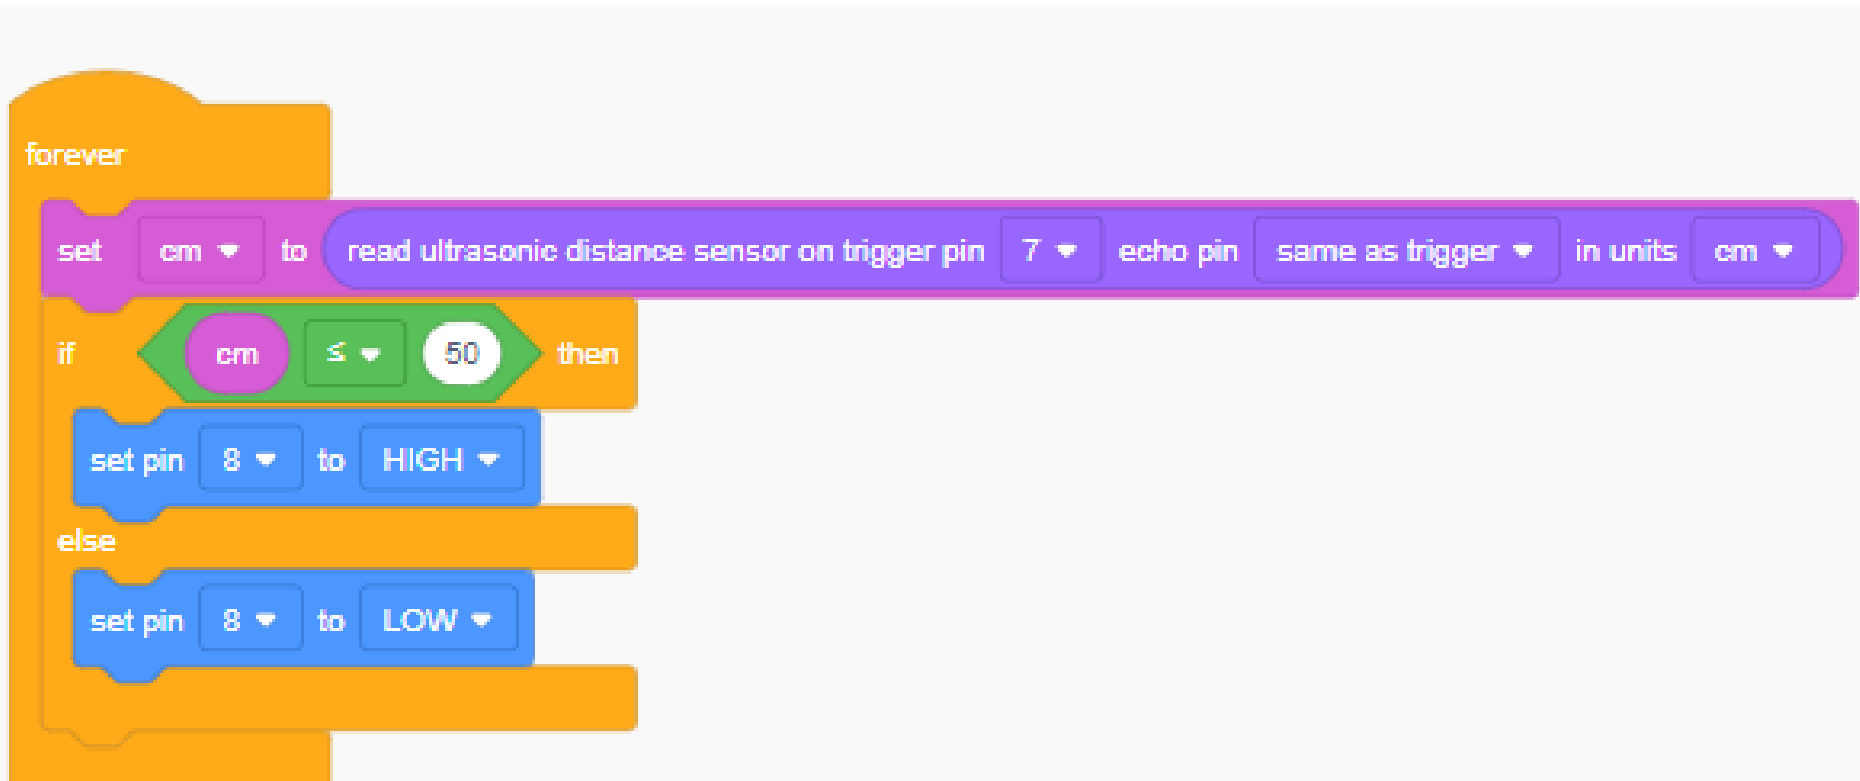 forever
set cm to read ultrasonic distance sensor on trigger pin 7 echo pin same as trigger in units cm
if cm ≤ 50 then
set pin 8 to HIGH
else
set pin 8 to LOW